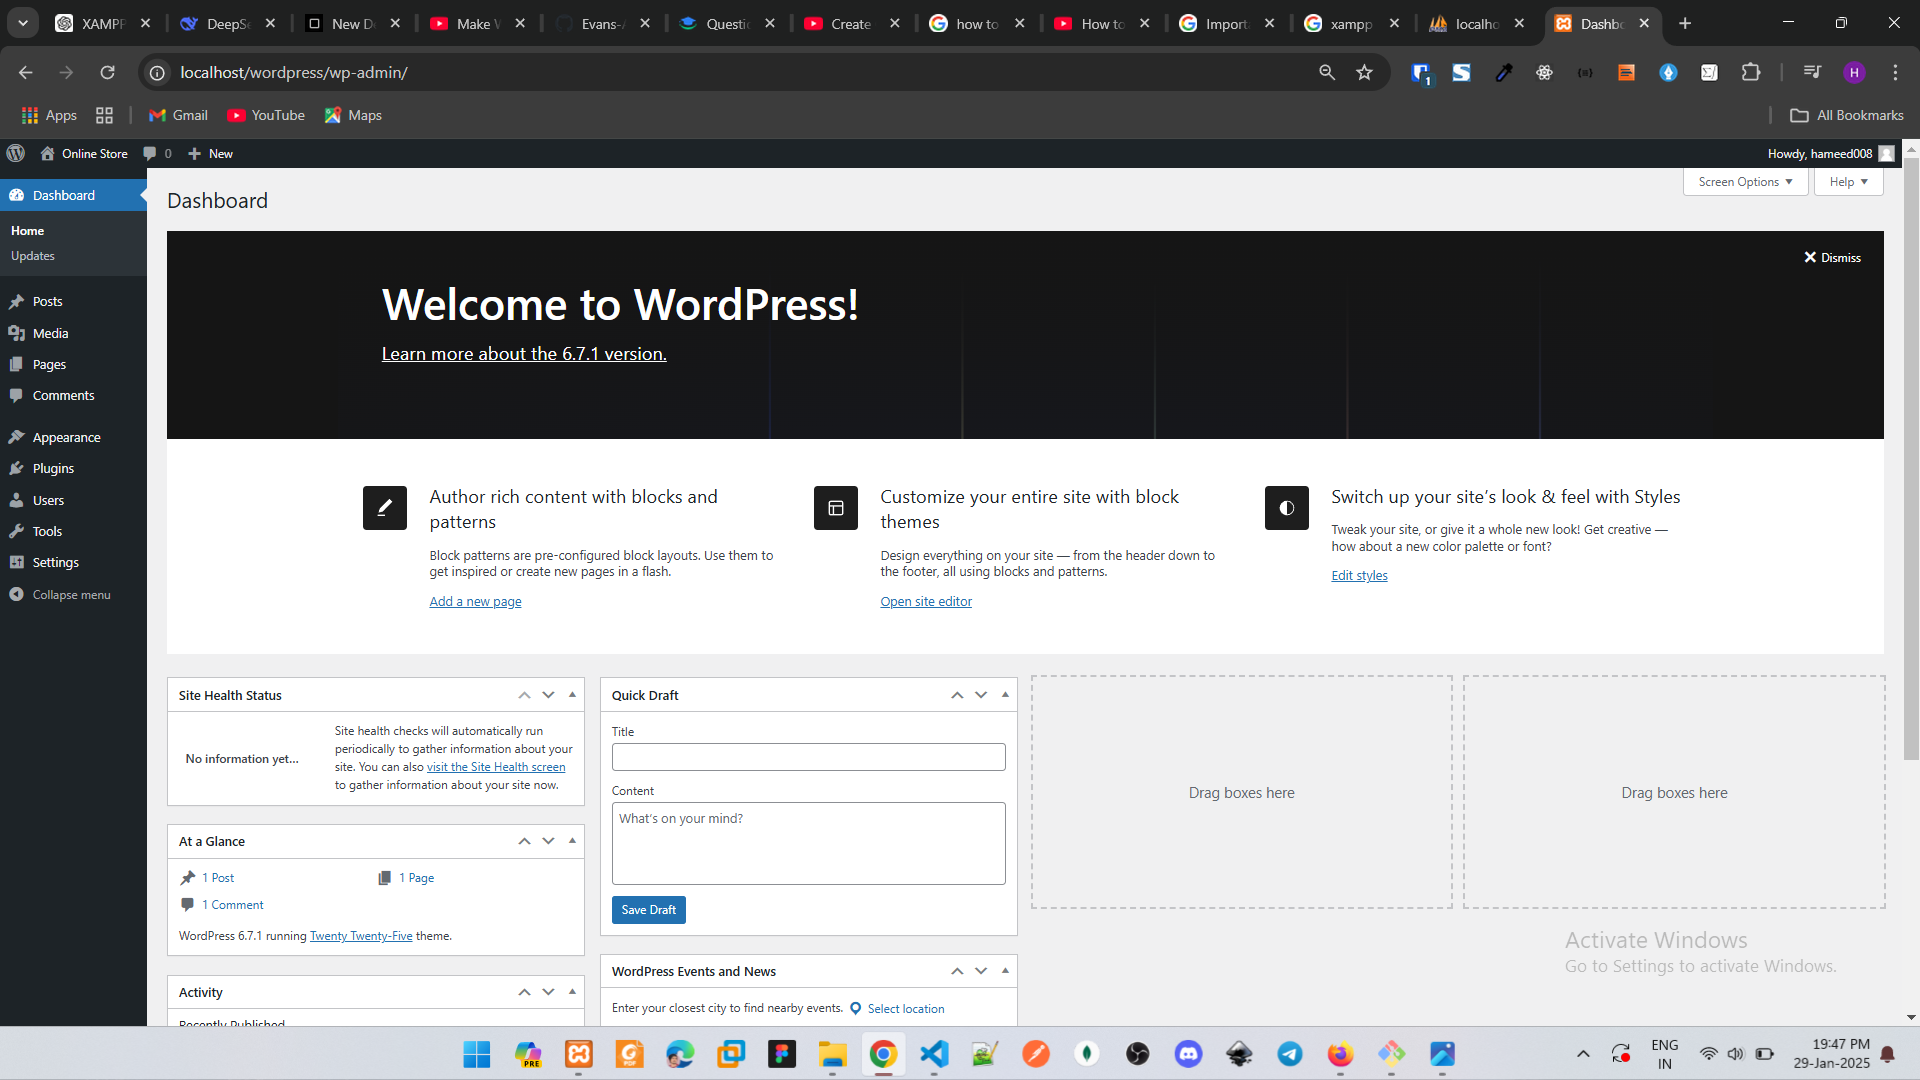 XAMPP
DeepSe
New De
Make W
Evans-A
Questio
Create
how to
How to
Importa
xampp
localho
Dashbo
localhost/wordpress/wp-admin/
1
H
Apps
Gmail
YouTube
Maps
All Bookmarks
Online Store
0
New
Howdy, hameed008
Dashboard
Home
Updates
Posts
Media
Pages
Comments
Appearance
Plugins
Users
Tools
Settings
Collapse menu
Dashboard
Screen Options
Help
Welcome to WordPress!
Learn more about the 6.7.1 version.
Dismiss
Author rich content with blocks and
patterns
Block patterns are pre-configured block layouts. Use them to
get inspired or create new pages in a flash.
Add a new page
Customize your entire site with block
themes
Design everything on your site — from the header down to
the footer, all using blocks and patterns.
Open site editor
Switch up your site’s look & feel with Styles
Tweak your site, or give it a whole new look! Get creative —
how about a new color palette or font?
Edit styles
Site Health Status
No information yet...
Site health checks will automatically run
periodically to gather information about your
site. You can also visit the Site Health screen
to gather information about your site now.
At a Glance
1 Post
1 Page
1 Comment
WordPress 6.7.1 running Twenty Twenty-Five theme.
Activity
Recently Published
Quick Draft
Title
Content
What's on your mind?
Save Draft
WordPress Events and News
Enter your closest city to find nearby events.
Select location
Drag boxes here
Drag boxes here
Activate Windows
Go to Settings to activate Windows.
PRE
ENG
IN
19:47 PM
29-Jan-2025